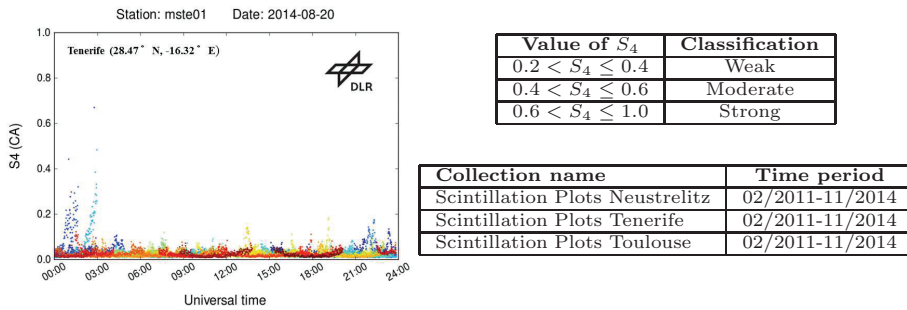 Station: mste01 Date: 2014-08-20
Tenerife (28.47° N, -16.32° E)
DLR
S4 (CA)
1.0
0.8
0.6
0.4
0.2
0.0
00:00 03:00 06:00 09:00 12:00 15:00 18:00 21:00 24:00
Universal time
Value of S₄ Classification
0.2 < S₄ ≤ 0.4 Weak
0.4 < S₄ ≤ 0.6 Moderate
0.6 < S₄ ≤ 1.0 Strong
Collection name Time period
Scintillation Plots Neustrelitz 02/2011-11/2014
Scintillation Plots Tenerife 02/2011-11/2014
Scintillation Plots Toulouse 02/2011-11/2014